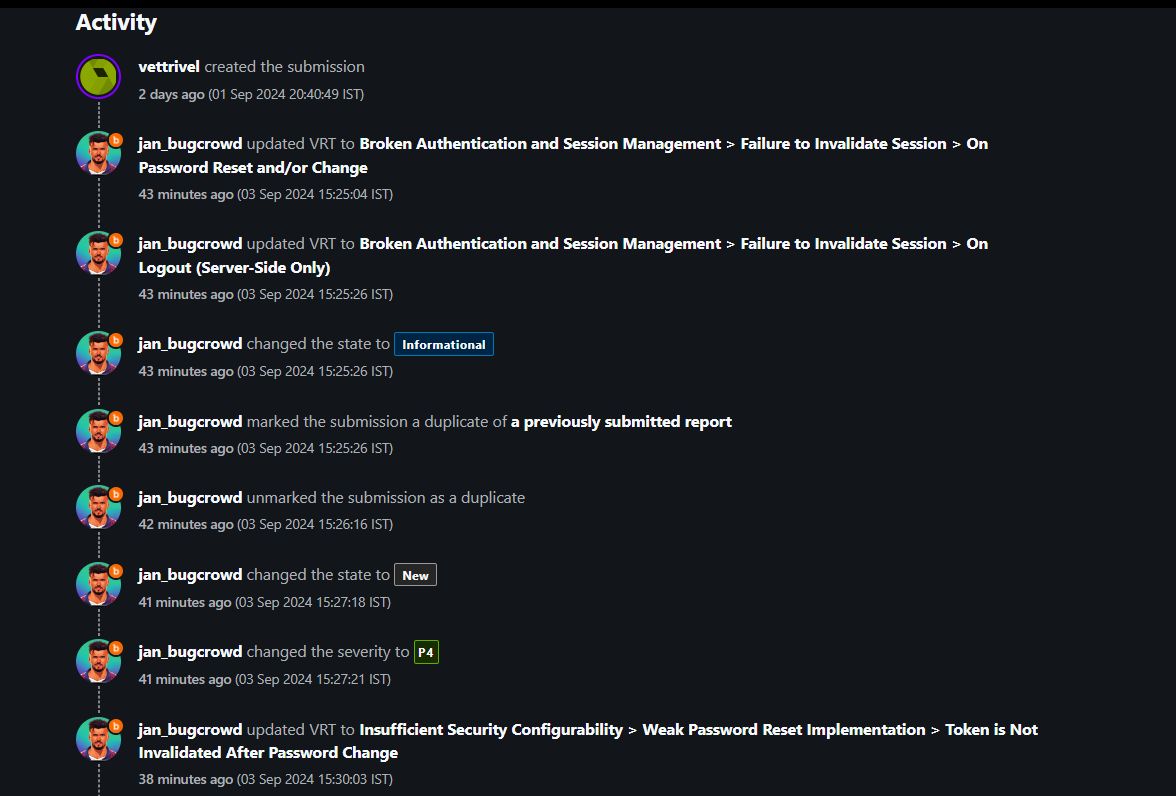 Activity
vettrivel created the submission
2 days ago (01 Sep 2024 20:40:49 IST)
b
jan_bugcrowd updated VRT to Broken Authentication and Session Management > Failure to Invalidate Session > On
Password Reset and/or Change
43 minutes ago (03 Sep 2024 15:25:04 IST)
b
jan_bugcrowd updated VRT to Broken Authentication and Session Management > Failure to Invalidate Session > On
Logout (Server-Side Only)
43 minutes ago (03 Sep 2024 15:25:26 IST)
b
jan_bugcrowd changed the state to Informational
43 minutes ago (03 Sep 2024 15:25:26 IST)
b
jan_bugcrowd marked the submission a duplicate of a previously submitted report
43 minutes ago (03 Sep 2024 15:25:26 IST)
b
jan_bugcrowd unmarked the submission as a duplicate
42 minutes ago (03 Sep 2024 15:26:16 IST)
b
jan_bugcrowd changed the state to New
41 minutes ago (03 Sep 2024 15:27:18 IST)
b
jan_bugcrowd changed the severity to P4
41 minutes ago (03 Sep 2024 15:27:21 IST)
b
jan_bugcrowd updated VRT to Insufficient Security Configurability > Weak Password Reset Implementation > Token is Not
Invalidated After Password Change
38 minutes ago (03 Sep 2024 15:30:03 IST)